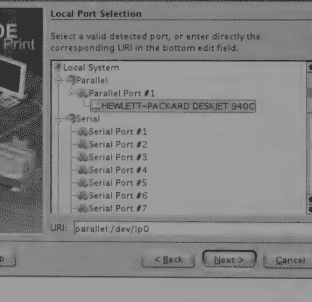 DE
Print
Local Port Selection
Select a valid detected port, or enter directly the
corresponding URI in the bottom edit field.
Local System
Parallel
Parallel Port #1
HEWLETT-PACKARD DESKJET 940C
Serial
Serial Port #1
Serial Port #2
Serial Port #3
Serial Port #4
Serial Port #5
Serial Port #6
Serial Port #7
URI: parallel:/dev/lp0
p
< Back
Next >
Cancel